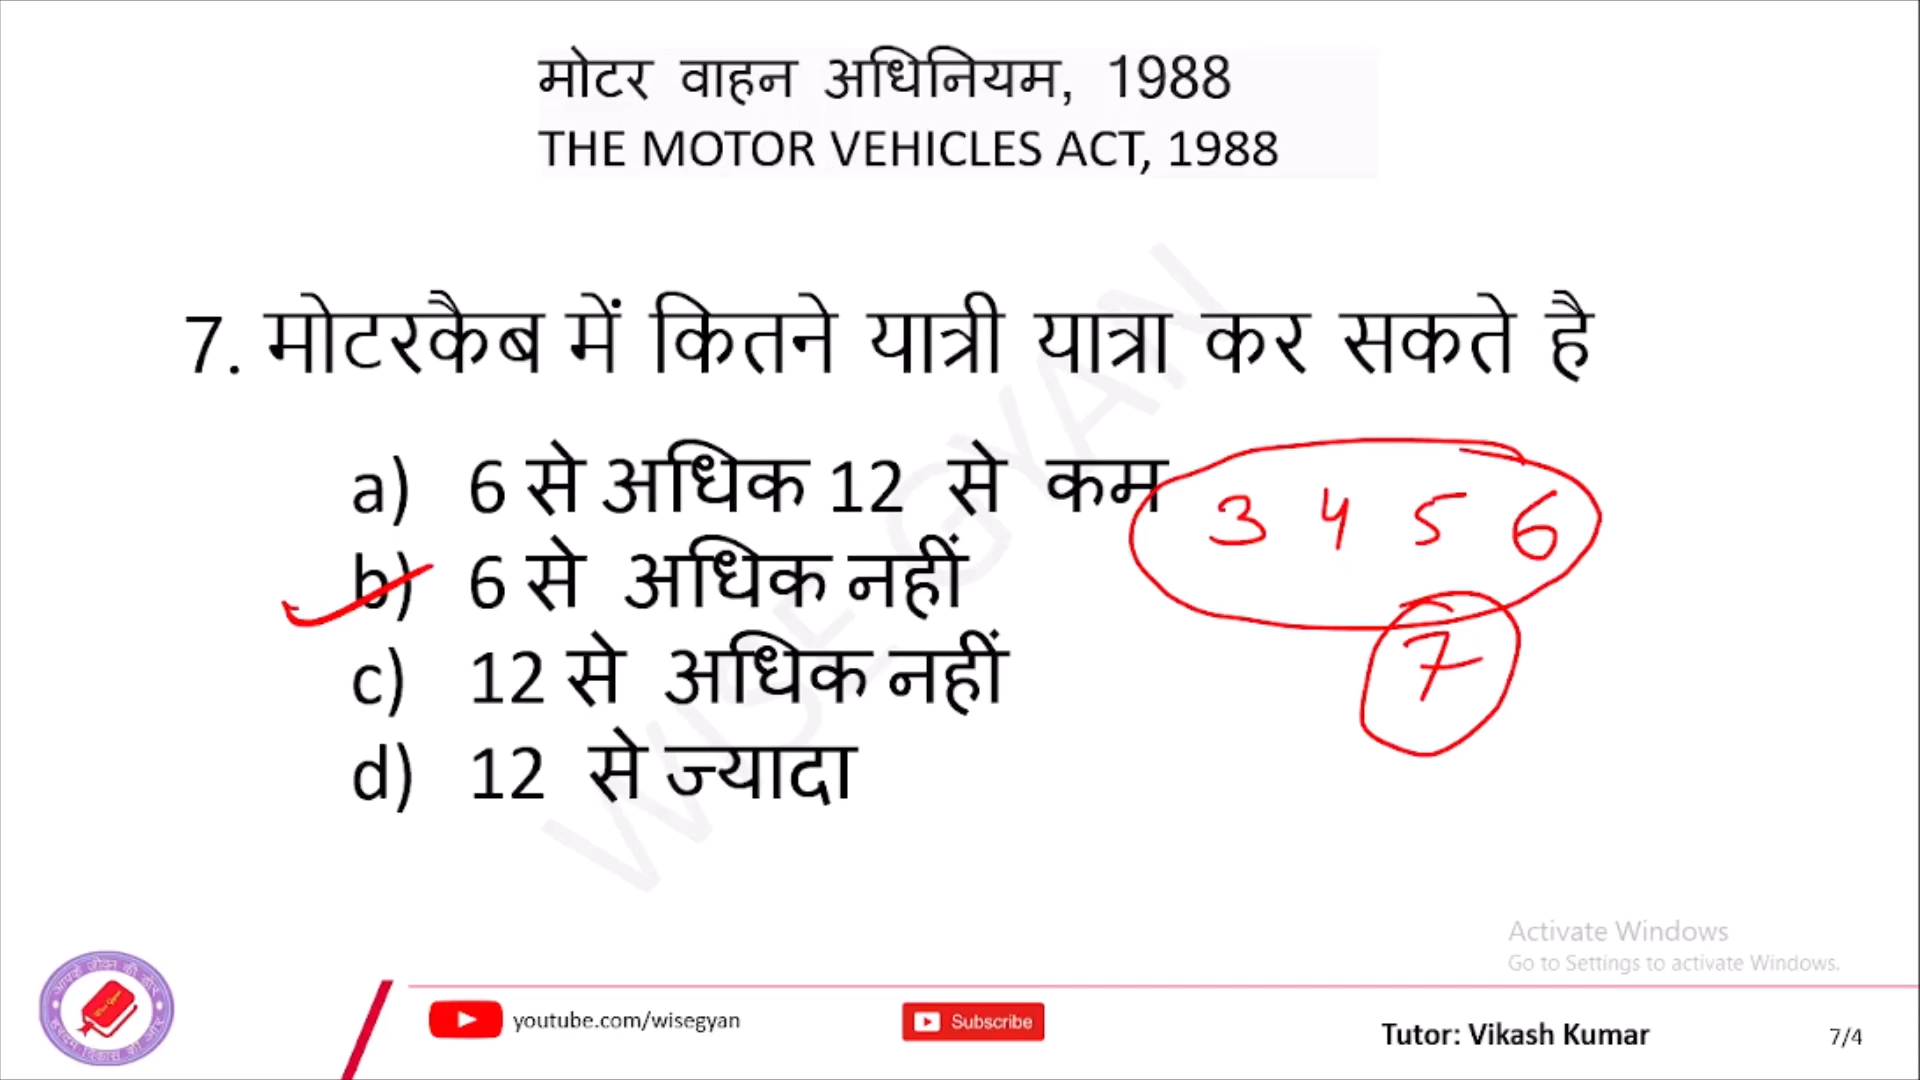 मोटर वाहन अधिनियम, 1988
THE MOTOR VEHICLES ACT, 1988
7. मोटरकैब में कितने यात्री यात्रा कर सकते है
a) 6 से अधिक 12 से कम
3 4 5 6
b) 6 से अधिक नहीं
7
c) 12 से अधिक नहीं
d) 12 से ज्यादा
WISEGYAN
Activate Windows
Go to Settings to activate Windows.
youtube.com/wisegyan
Subscribe
Tutor: Vikash Kumar
7/4